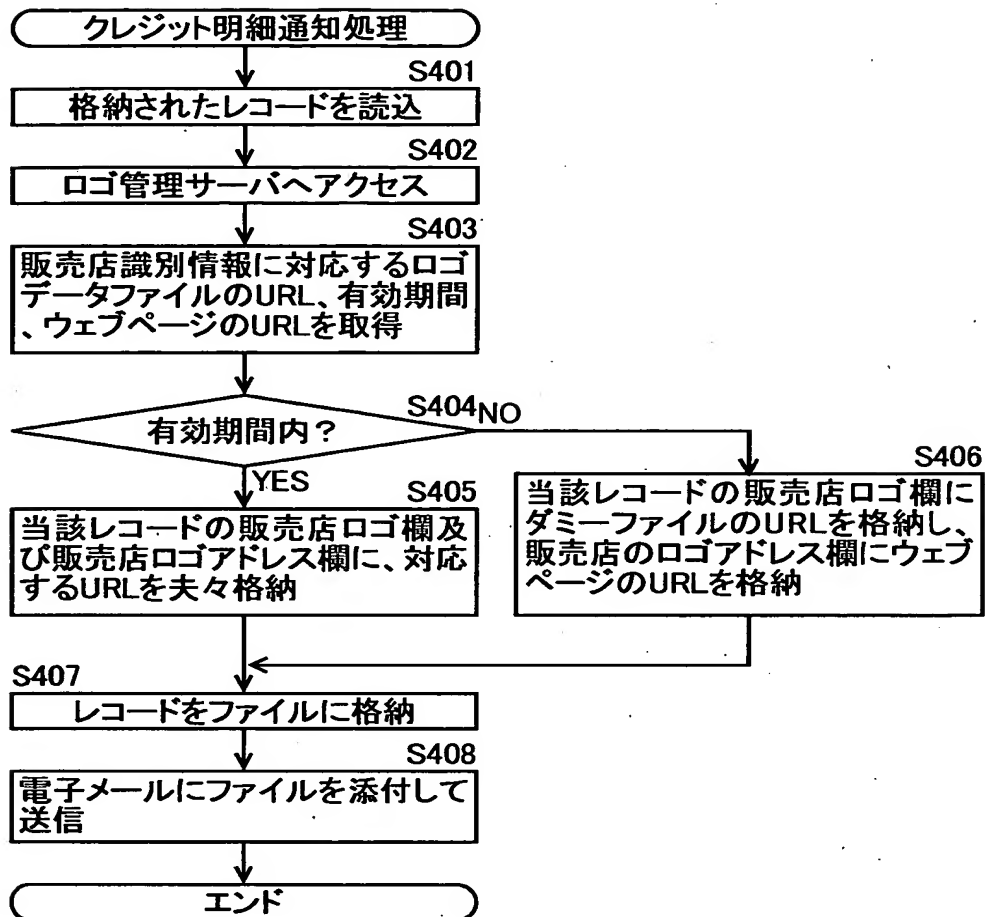 クレジット明細通知処理
S401
格納されたレコードを読込
S402
ロゴ管理サーバへアクセス
S403
販売店識別情報に対応するロゴ
データファイルのURL、有効期間
、ウェブページのURLを取得
S404
有効期間内？
NO
YES
S405
当該レコードの販売店ロゴ欄及
び販売店ロゴアドレス欄に、対応
するURLを夫々格納
S406
当該レコードの販売店ロゴ欄に
ダミーファイルのURLを格納し、
販売店のロゴアドレス欄にウェブ
ページのURLを格納
S407
レコードをファイルに格納
S408
電子メールにファイルを添付して
送信
エンド